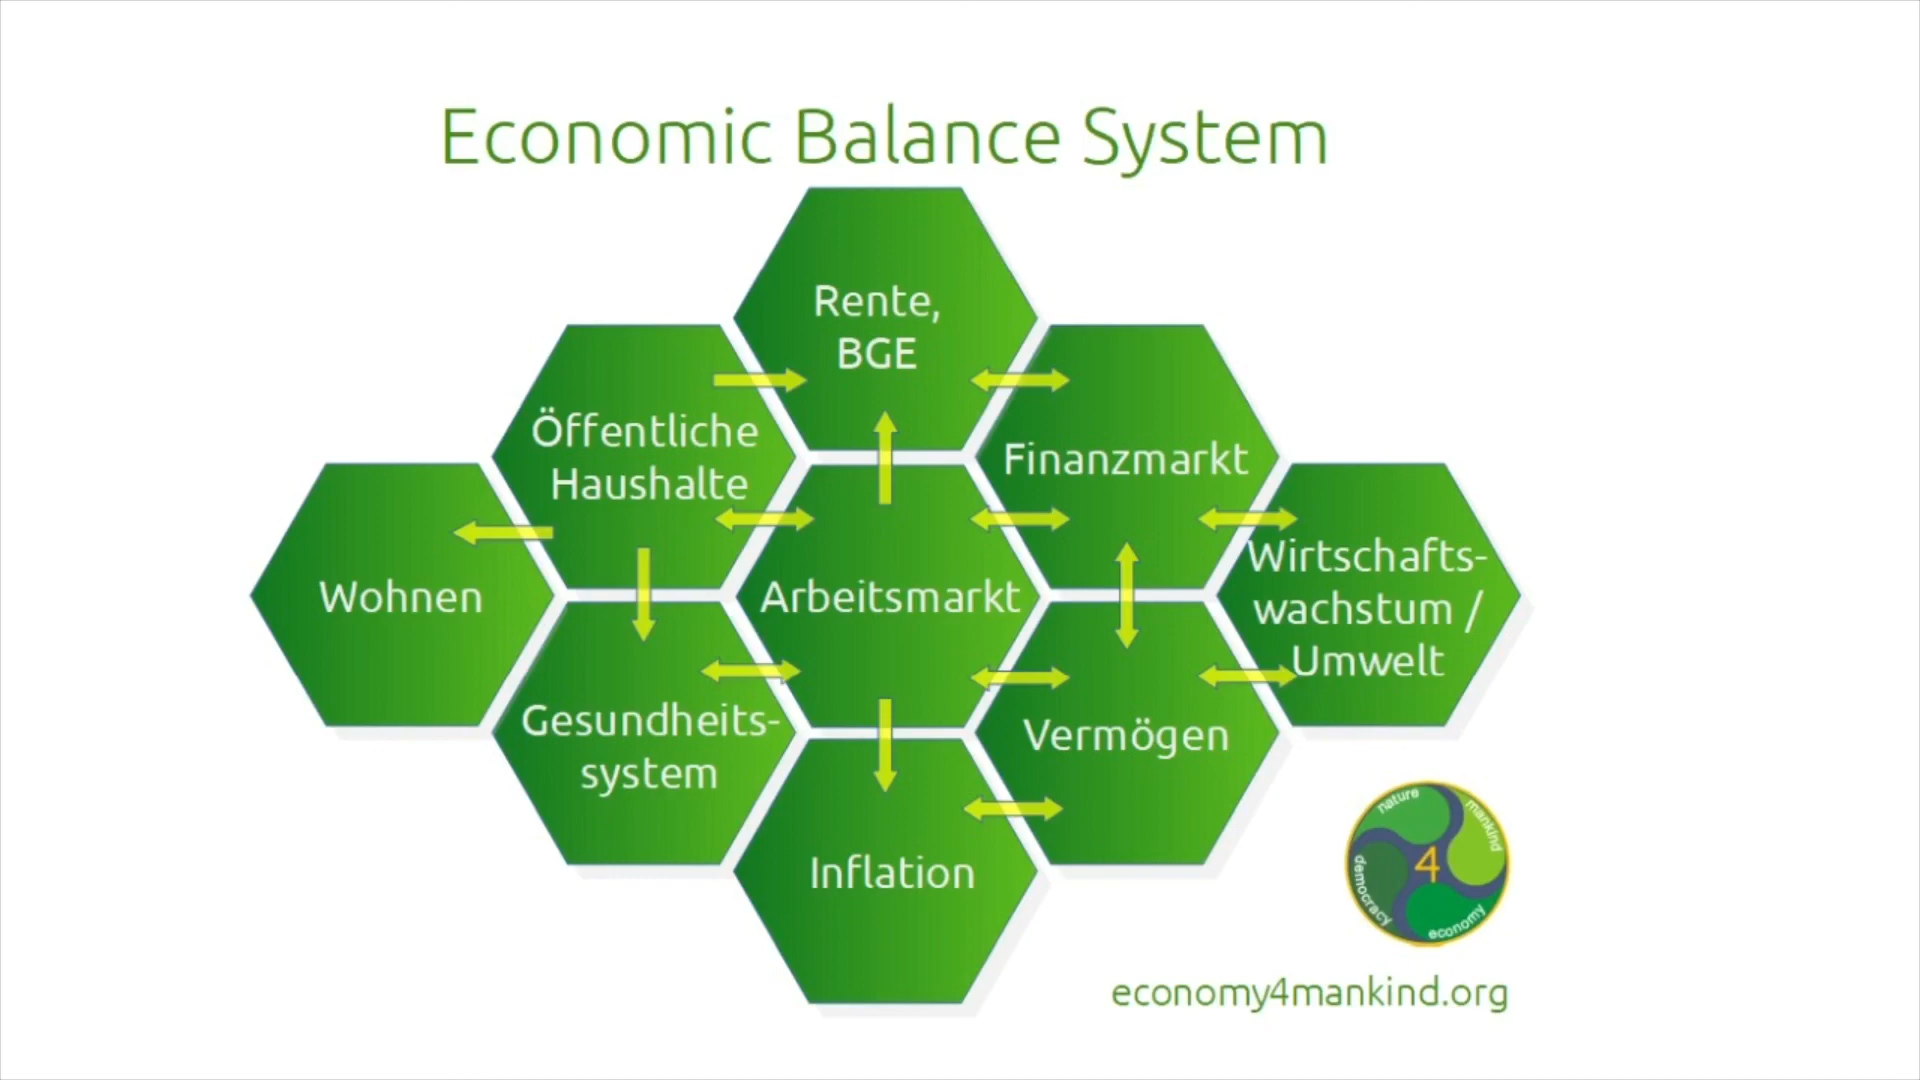 Economic Balance System
Rente,
BGE
Öffentliche
Haushalte
Finanzmarkt
Wohnen
Arbeitsmarkt
Wirtschafts-
wachstum /
Umwelt
Gesundheits-
system
Vermögen
Inflation
nature
mankind
4
democracy
economy
economy4mankind.org